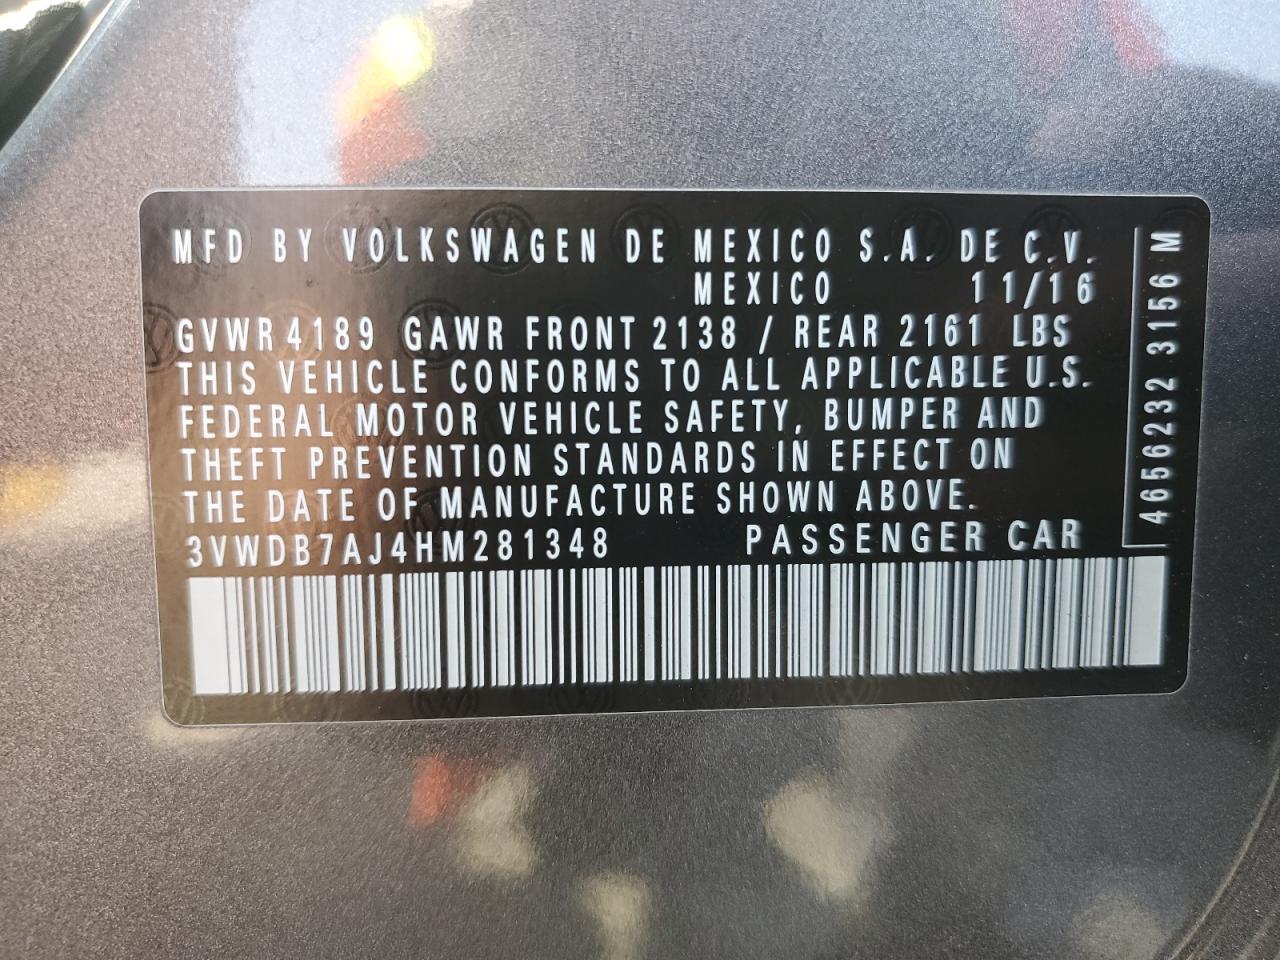 MFD BY VOLKSWAGEN DE MEXICO S.A. DE C.V.
MEXICO 11/16
GVWR 4189 GAWR FRONT 2138 / REAR 2161 LBS
THIS VEHICLE CONFORMS TO ALL APPLICABLE U.S.
FEDERAL MOTOR VEHICLE SAFETY, BUMPER AND
THEFT PREVENTION STANDARDS IN EFFECT ON
THE DATE OF MANUFACTURE SHOWN ABOVE.
3VWDB7AJ4HM281348 PASSENGER CAR
4656232 3156 M